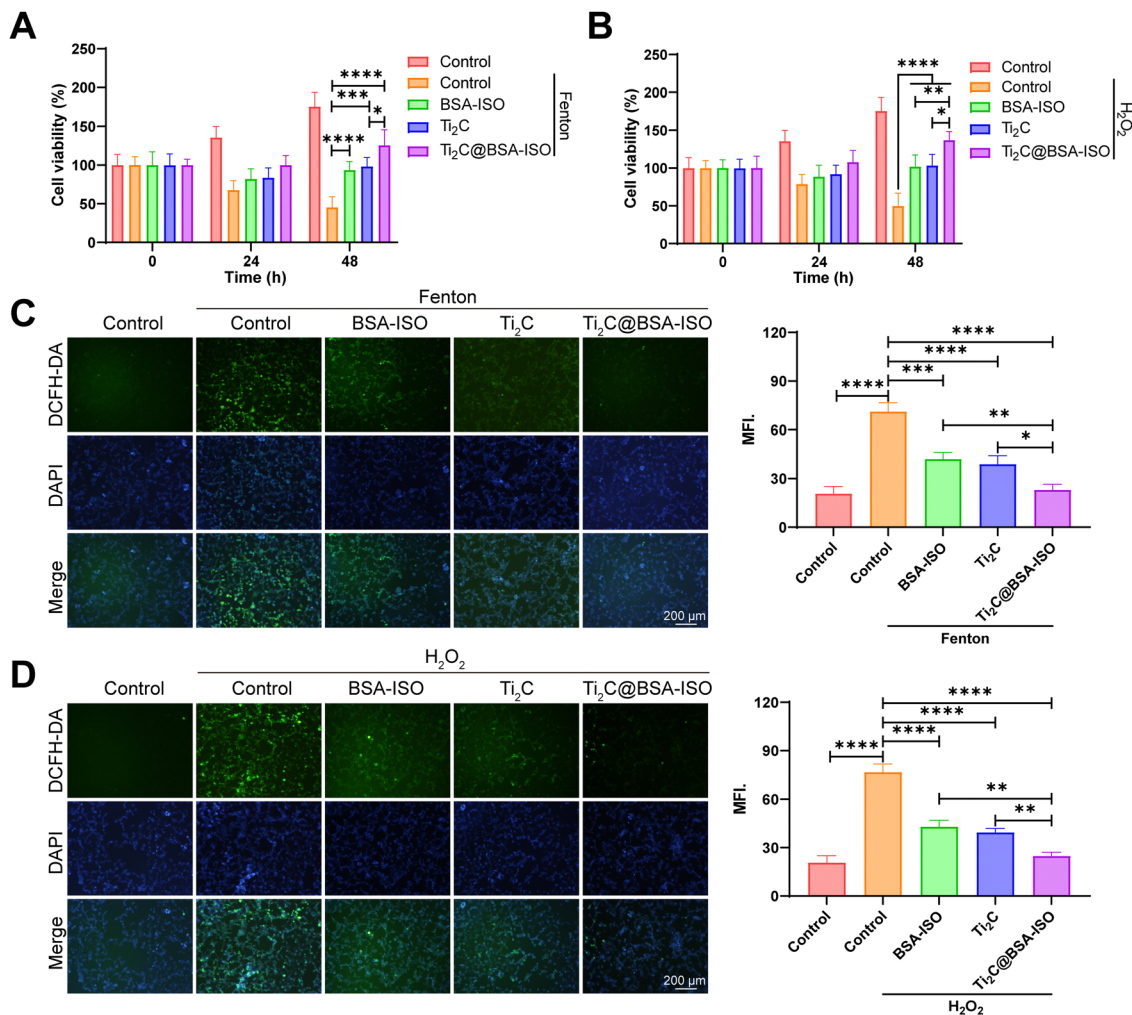 A
Cell viability (%)
250
200
150
100
50
0
0 24 48
Time (h)
**** *** * ****
Control
Control
BSA-ISO
Ti₂C
Ti₂C@BSA-ISO
Fenton
B
Cell viability (%)
250
200
150
100
50
0
0 24 48
Time (h)
**** ** *
Control
Control
BSA-ISO
Ti₂C
Ti₂C@BSA-ISO
H₂O₂
C
Fenton
Control Control BSA-ISO Ti₂C Ti₂C@BSA-ISO
DCFH-DA
DAPI
Merge
200 µm
MFI.
120
90
60
30
0
****
****
**** ***
**
*
Control Control BSA-ISO Ti₂C Ti₂C@BSA-ISO
Fenton
D
H₂O₂
Control Control BSA-ISO Ti₂C Ti₂C@BSA-ISO
DCFH-DA
DAPI
Merge
200 µm
MFI.
120
90
60
30
0
****
****
**** ****
**
**
Control Control BSA-ISO Ti₂C Ti₂C@BSA-ISO
H₂O₂